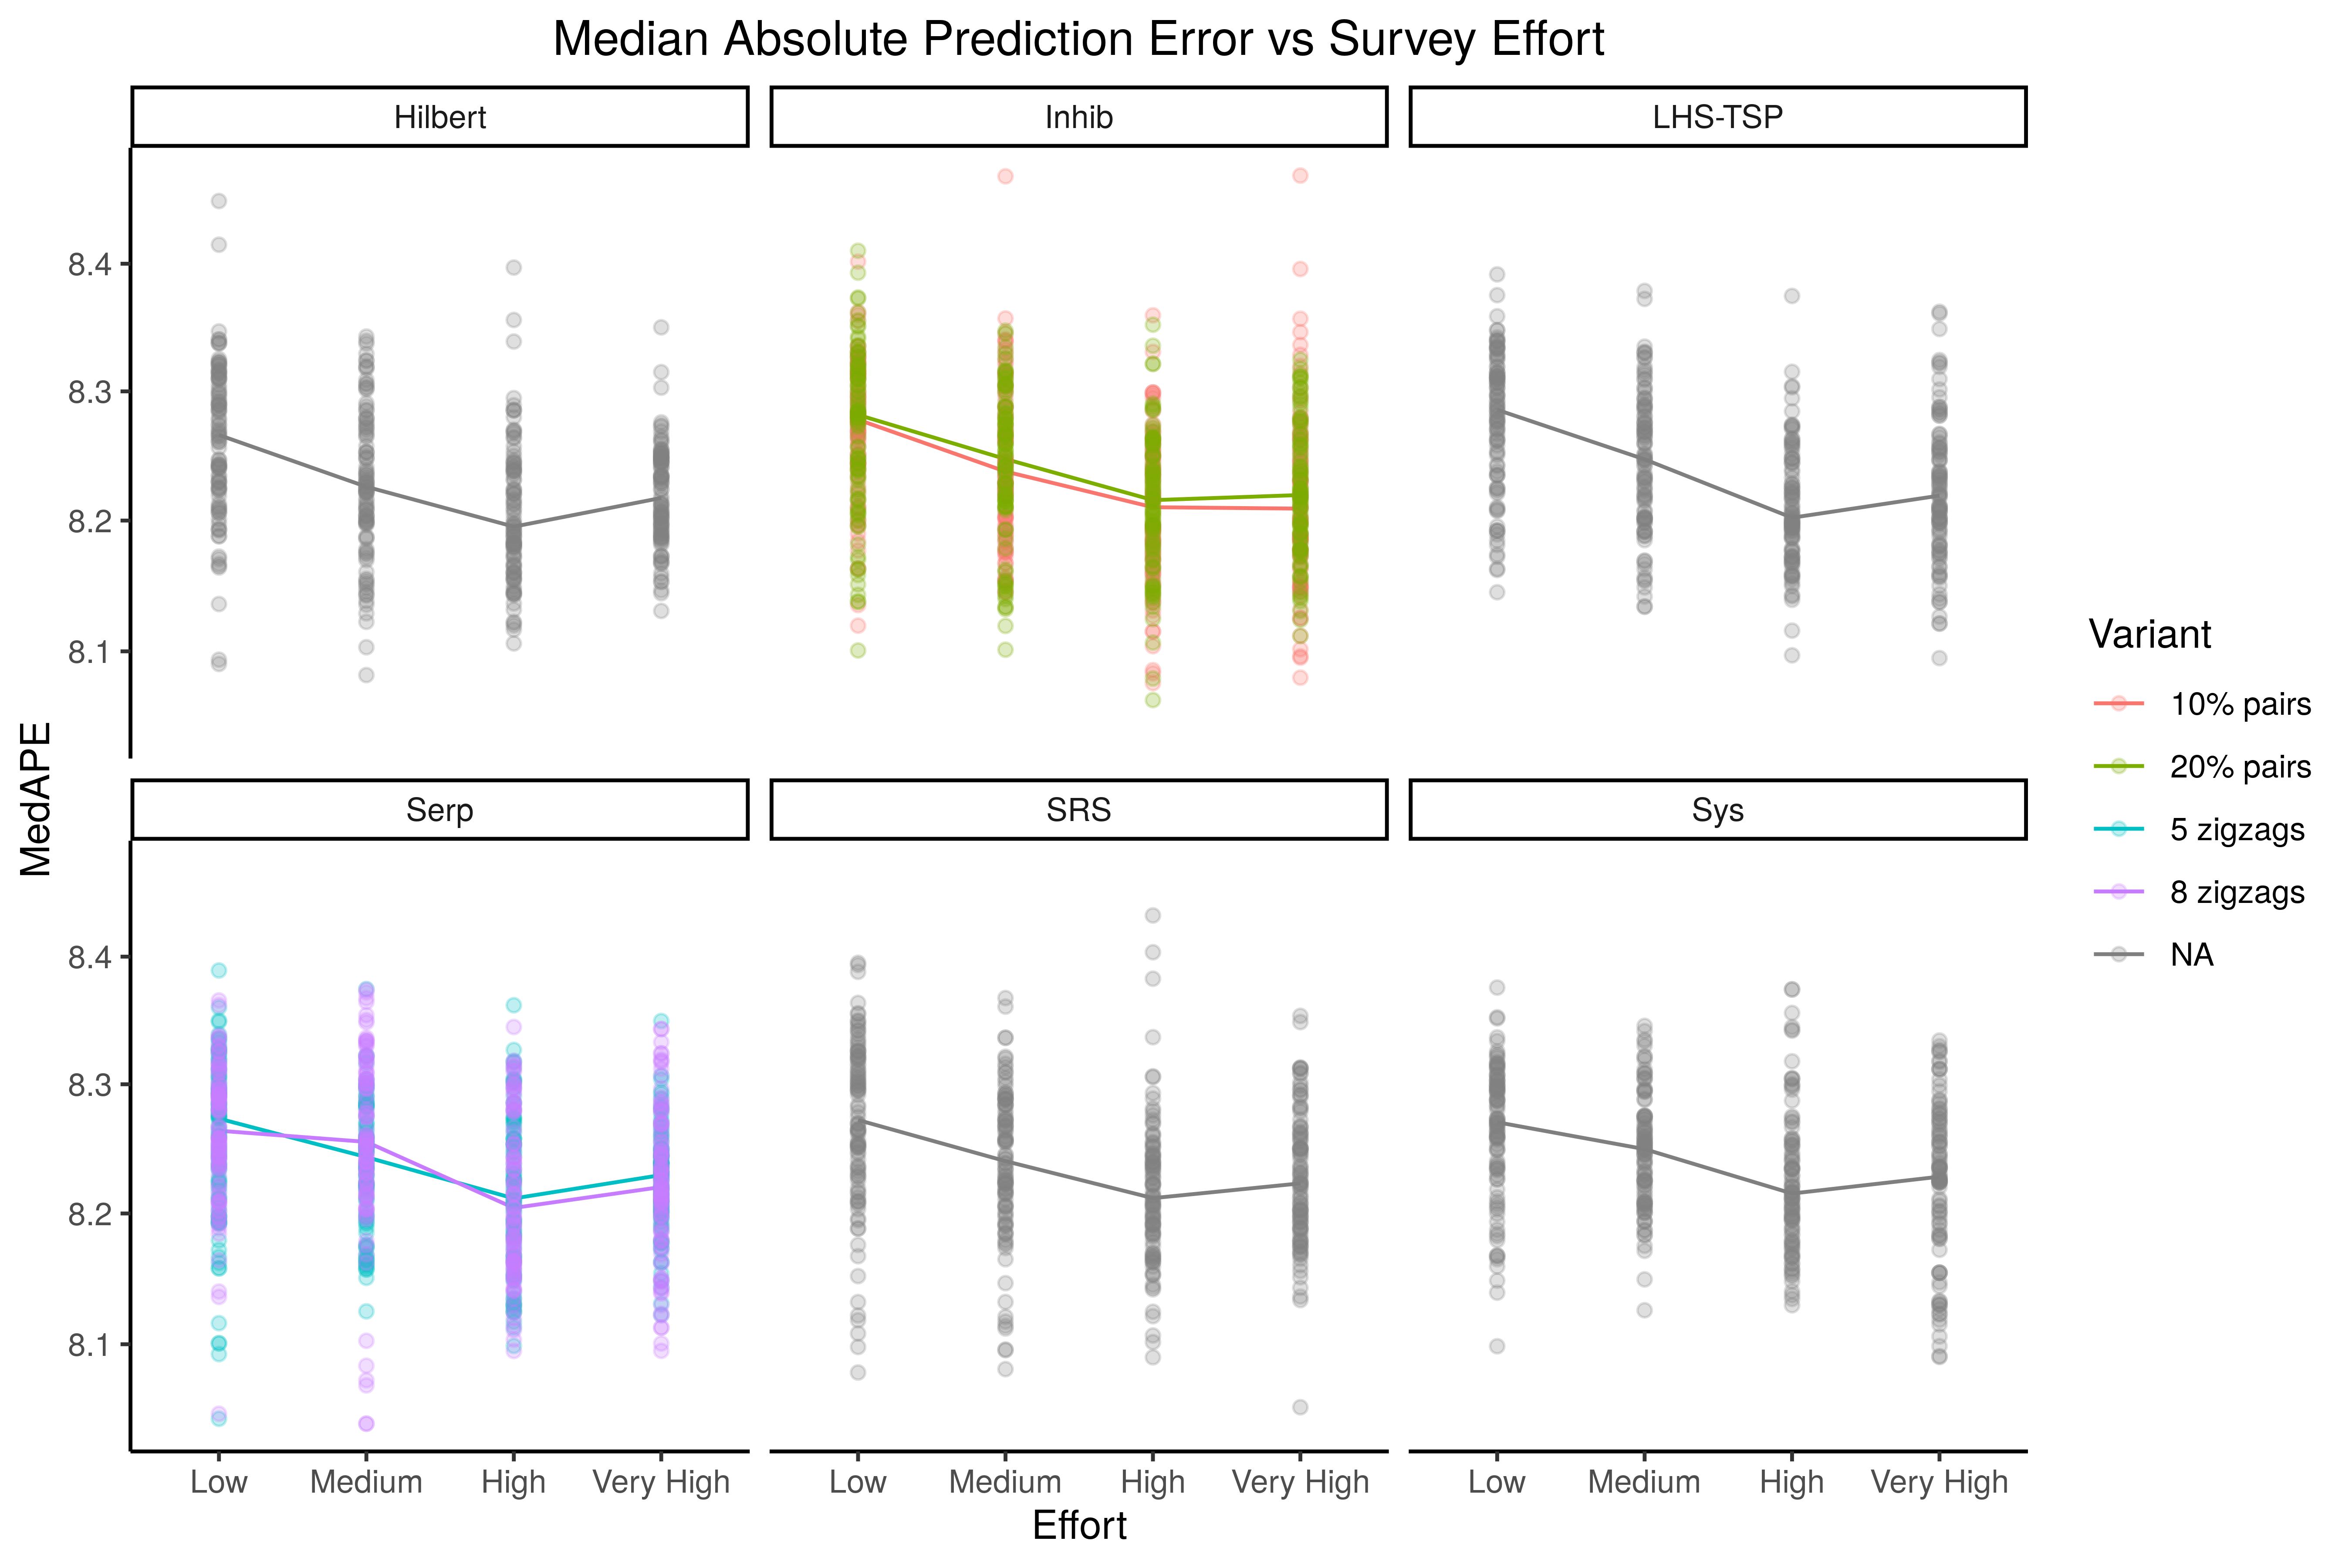 Median Absolute Prediction Error vs Survey Effort
Hilbert
Inhib
LHS-TSP
8.4
8.3
8.2
8.1
MedAPE
Serp
SRS
Sys
8.4
8.3
8.2
8.1
Low Medium High Very High
Low Medium High Very High
Low Medium High Very High
Effort
Variant
10% pairs
20% pairs
5 zigzags
8 zigzags
NA